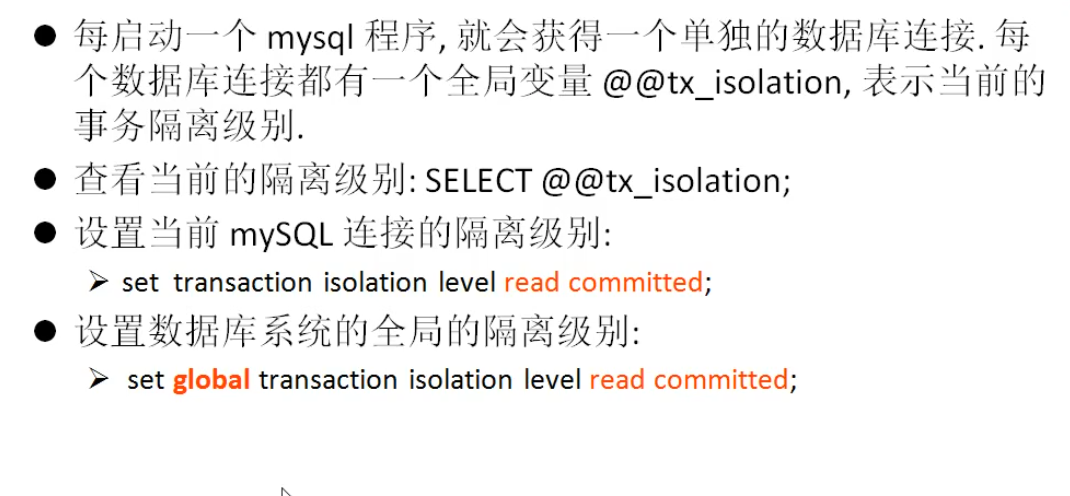 ● 每启动一个 mysql 程序, 就会获得一个单独的数据库连接. 每
个数据库连接都有一个全局变量 @@tx_isolation, 表示当前的
事务隔离级别.
● 查看当前的隔离级别: SELECT @@tx_isolation;
● 设置当前 mySQL 连接的隔离级别:
➢ set transaction isolation level read committed;
● 设置数据库系统的全局的隔离级别:
➢ set global transaction isolation level read committed;